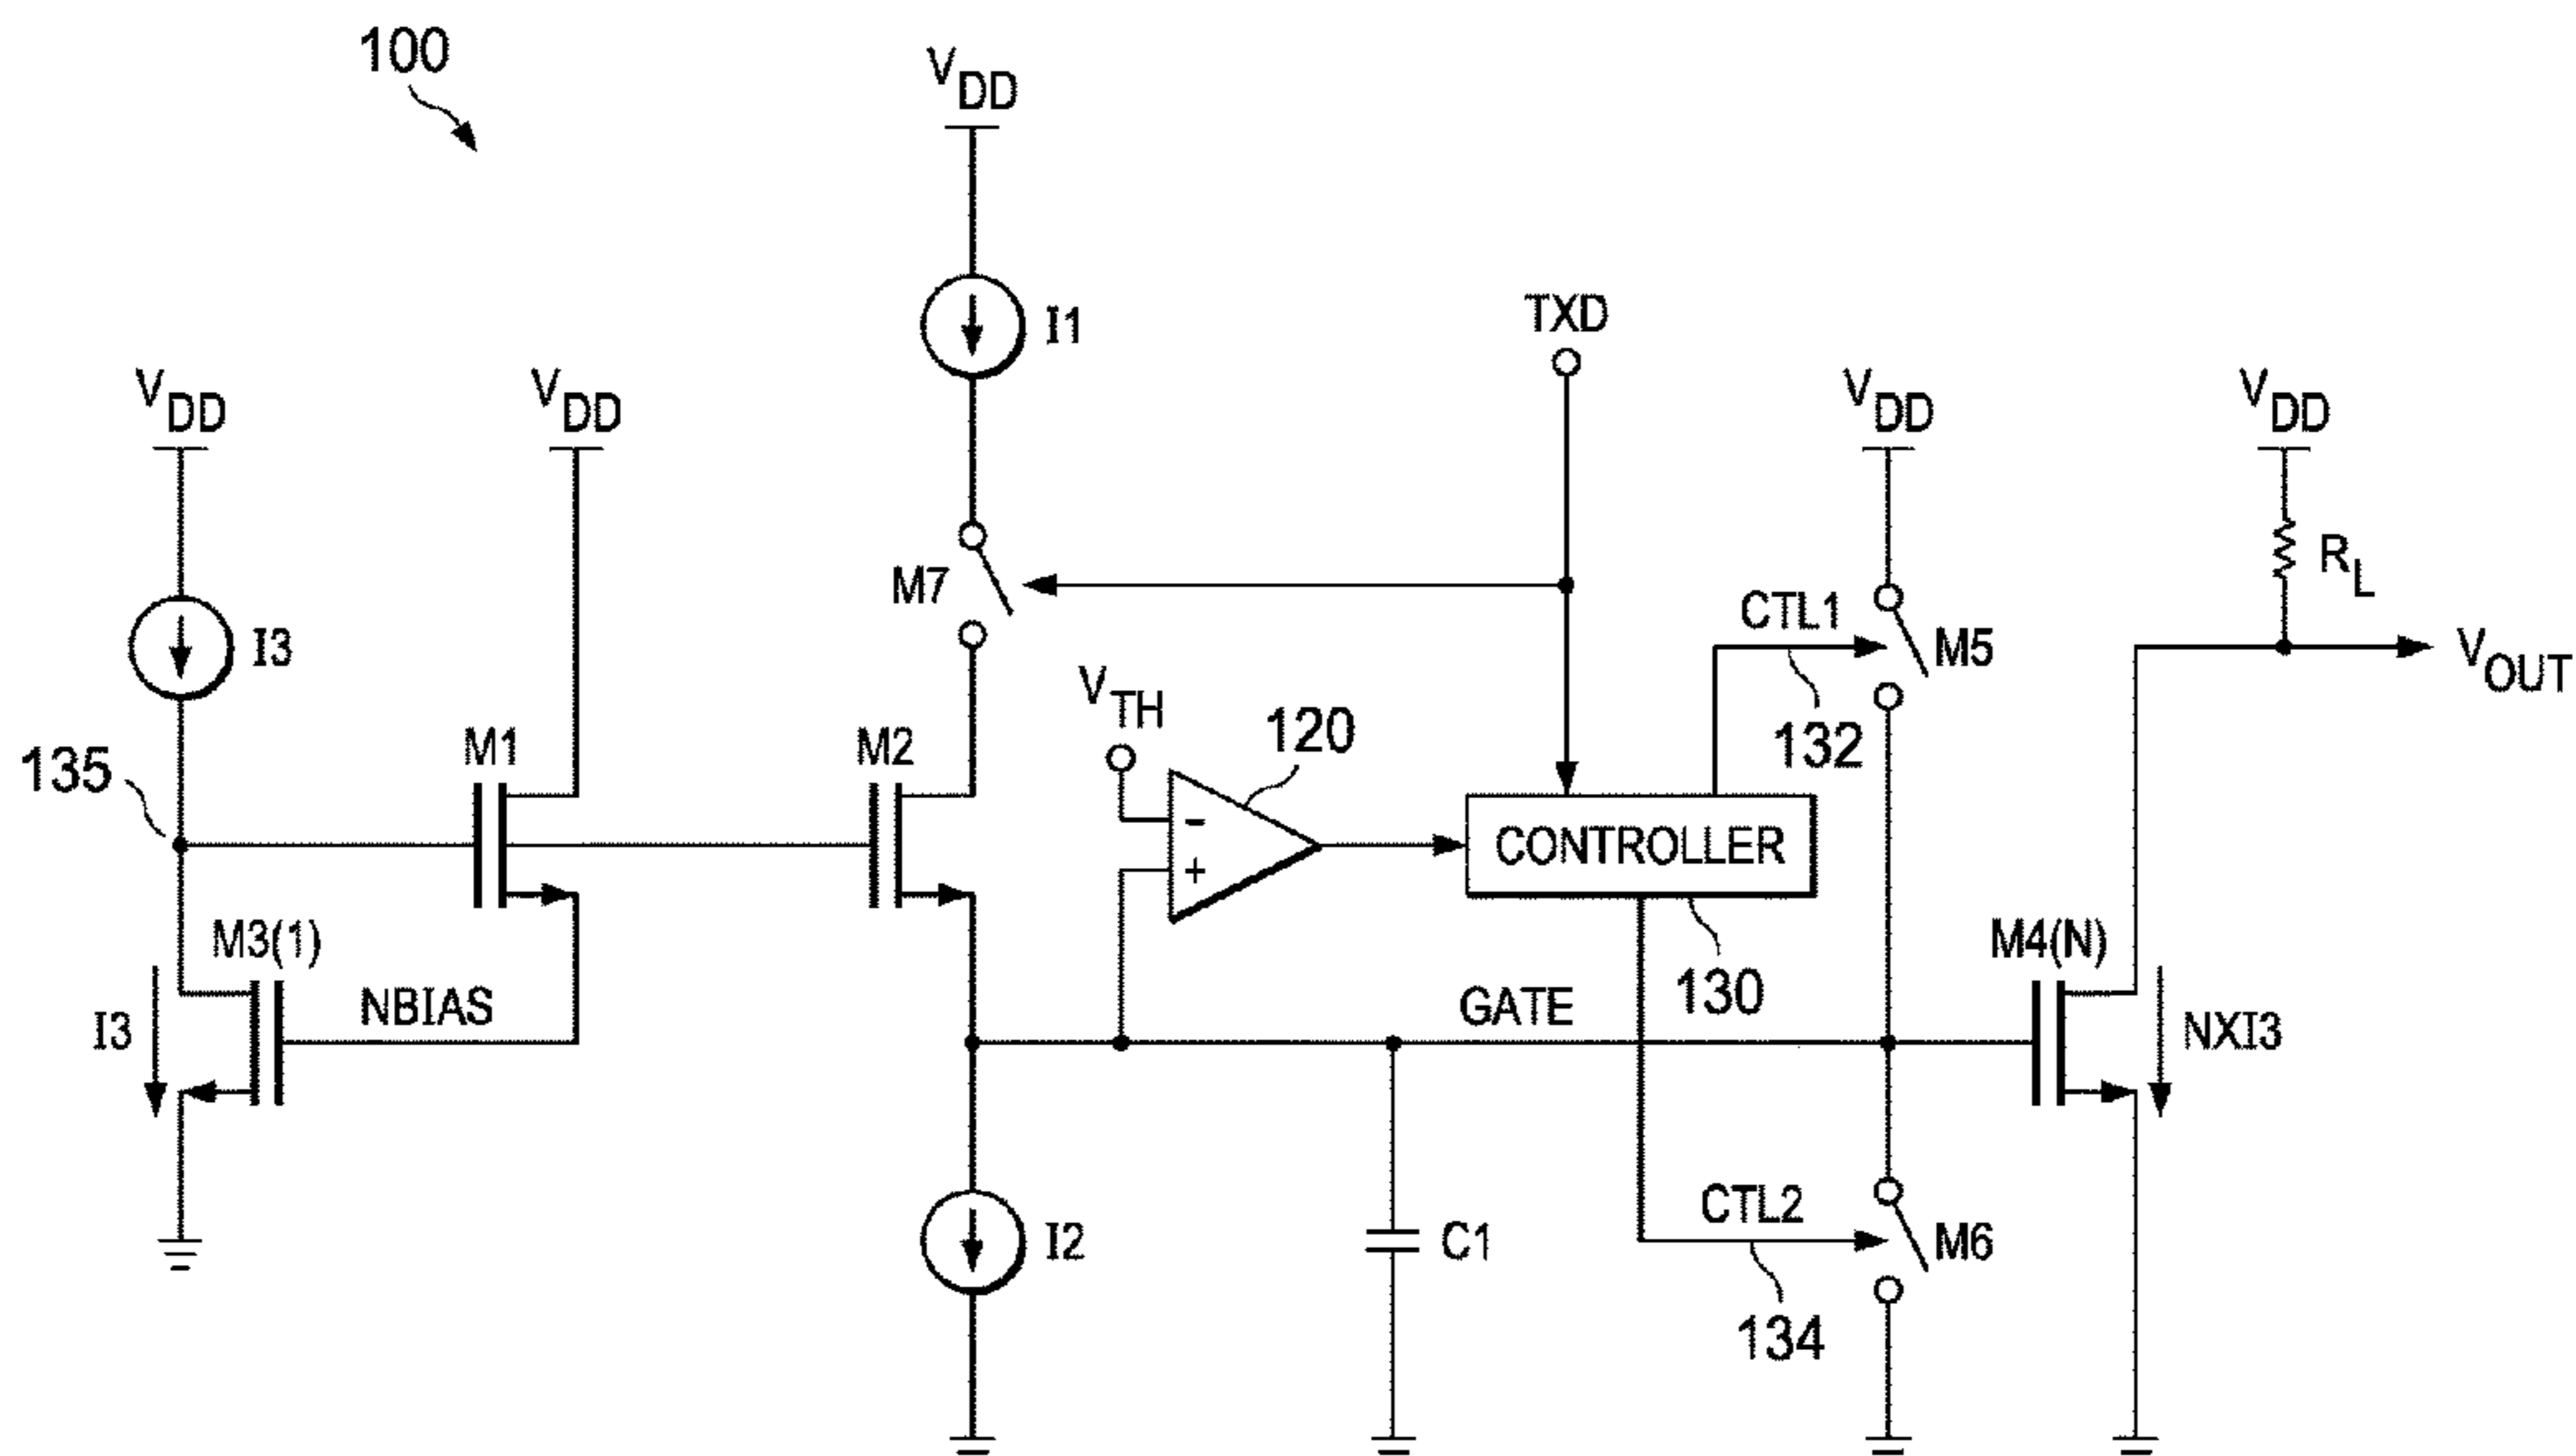 100
VDD
I1
TXD
VDD
VDD
VDD
VDD
RL
M7
CTL1
I3
M5
VOUT
VTH
132
120
M1
M2
135
-
CONTROLLER
+
M3(1)
M4(N)
130
I3
NBIAS
GATE
NXI3
CTL2
I2
C1
M6
134